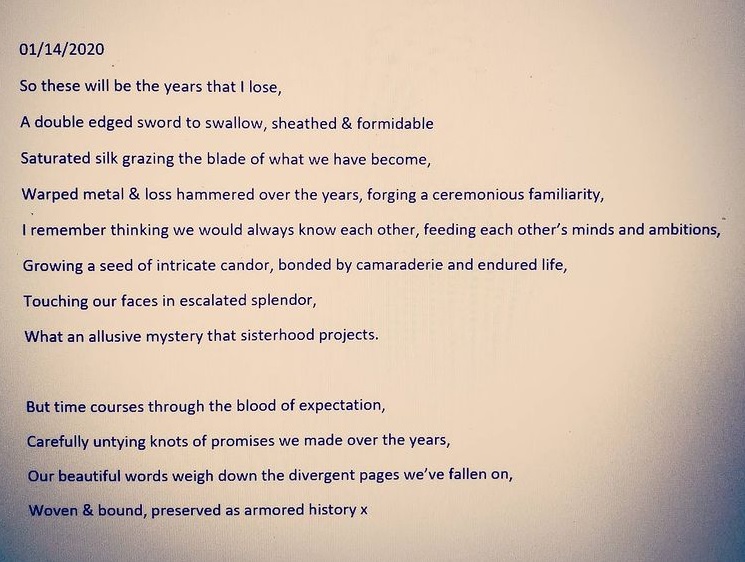 01/14/2020
So these will be the years that I lose,
A double edged sword to swallow, sheathed & formidable
Saturated silk grazing the blade of what we have become,
Warped metal & loss hammered over the years, forging a ceremonious familiarity,
I remember thinking we would always know each other, feeding each other's minds and ambitions,
Growing a seed of intricate candor, bonded by camaraderie and endured life,
Touching our faces in escalated splendor,
What an allusive mystery that sisterhood projects.
But time courses through the blood of expectation,
Carefully untying knots of promises we made over the years,
Our beautiful words weigh down the divergent pages we've fallen on,
Woven & bound, preserved as armored history x